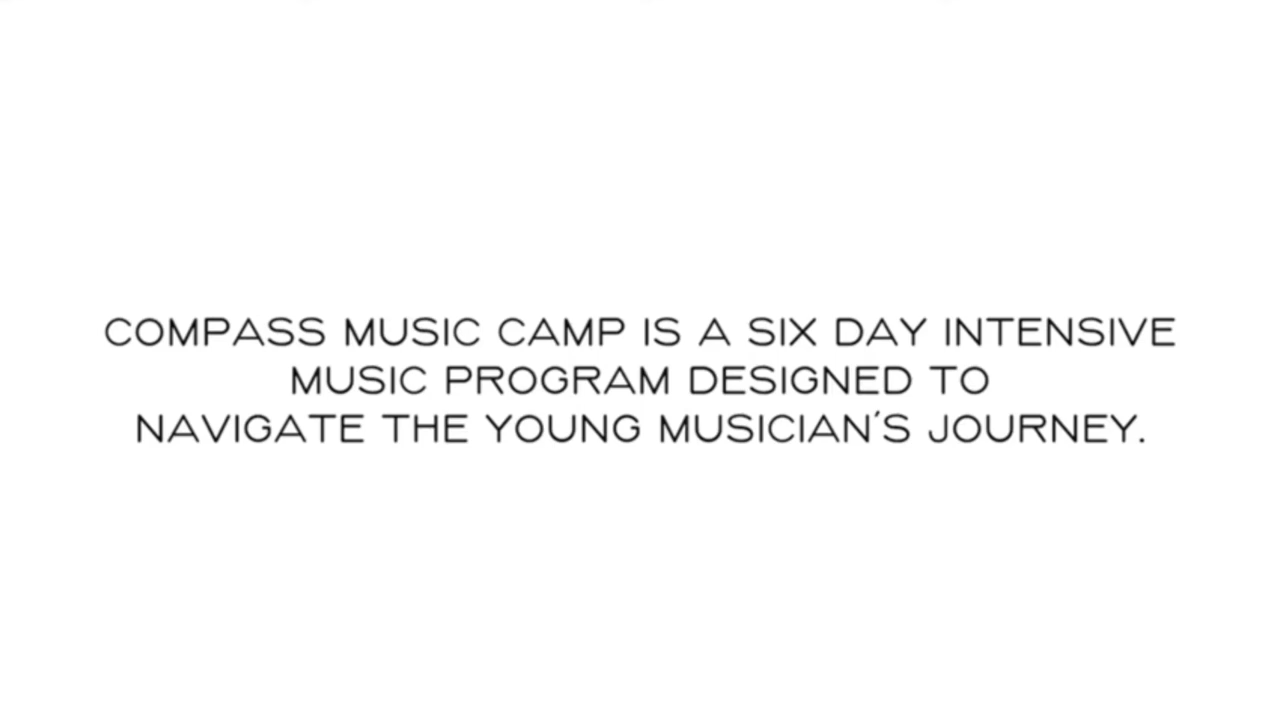 COMPASS MUSIC CAMP IS A SIX DAY INTENSIVE
MUSIC PROGRAM DESIGNED TO
NAVIGATE THE YOUNG MUSICIAN'S JOURNEY.